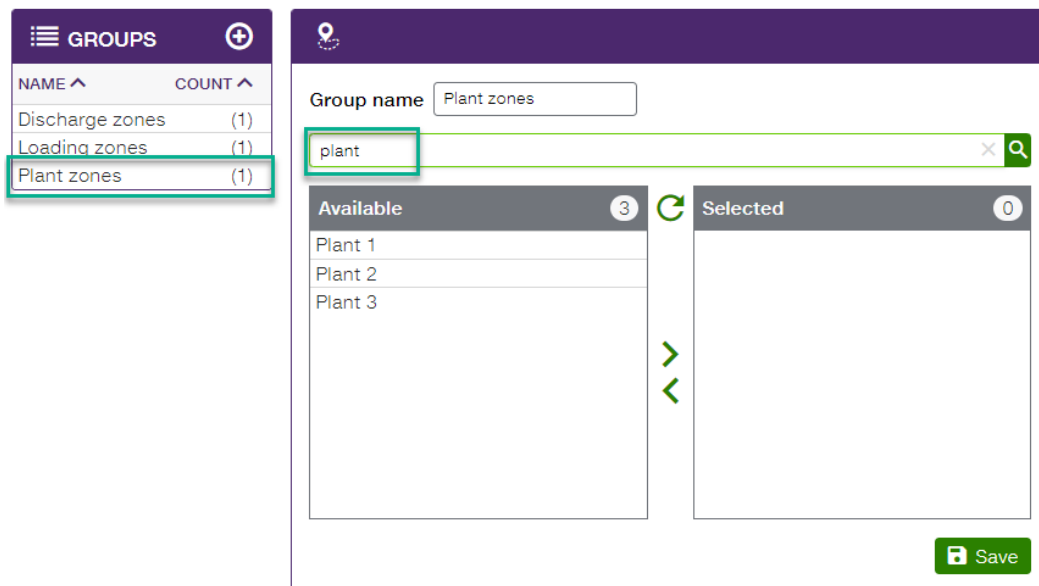 GROUPS
NAME COUNT
Discharge zones (1)
Loading zones (1)
Plant zones (1)
Group name Plant zones
plant
Available 3
Selected 0
Plant 1
Plant 2
Plant 3
Save